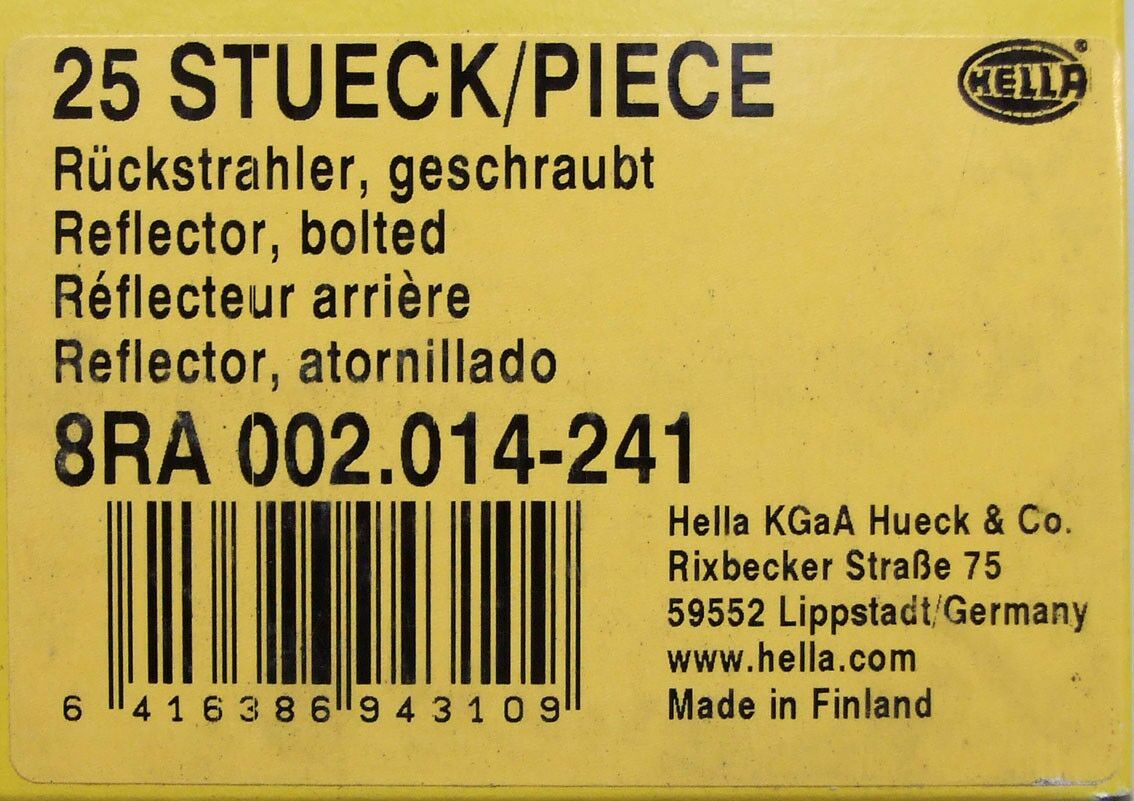 25 STUECK/PIECE
HELLA®
Rückstrahler, geschraubt
Reflector, bolted
Réflecteur arrière
Reflector, atornillado
8RA 002.014-241
Hella KGaA Hueck & Co.
Rixbecker Straße 75
59552 Lippstadt/Germany
www.hella.com
Made in Finland
6 416386 943109